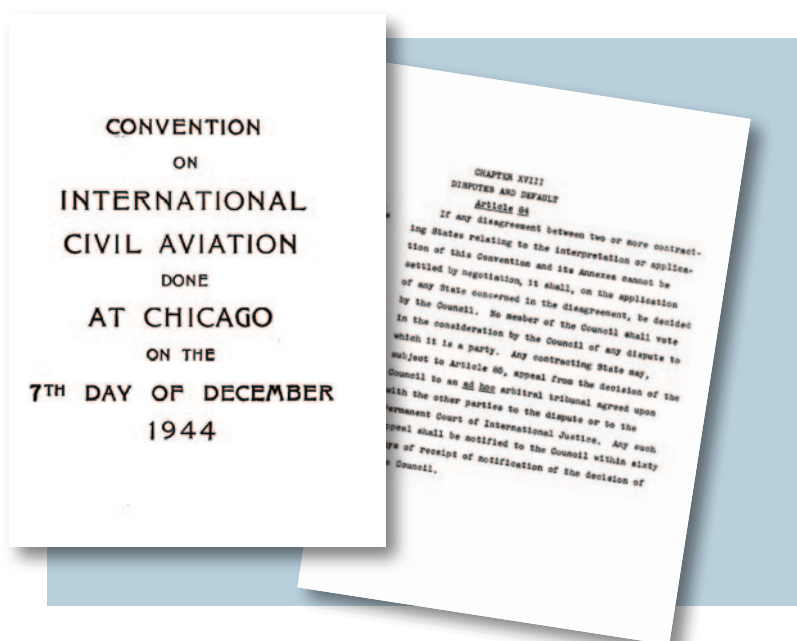 CONVENTION
ON
INTERNATIONAL
CIVIL AVIATION
DONE
AT CHICAGO
ON THE
7TH DAY OF DECEMBER
1944
CHAPTER XVIII
DISPUTES AND DEFAULT
Article 84
If any disagreement between two or more contract-
ing States relating to the interpretation or applica-
tion of this Convention and its Annexes cannot be
settled by negotiation, it shall, on the application
of any State concerned in the disagreement, be decided
by the Council. No member of the Council shall vote
in the consideration by the Council of any dispute to
which it is a party. Any contracting State may,
subject to Article 85, appeal from the decision of the
Council to an ad hoc arbitral tribunal agreed upon
with the other parties to the dispute or to the
ermanent Court of International Justice. Any such
ppeal shall be notified to the Council within sixty
ys of receipt of notification of the decision of
e Council.